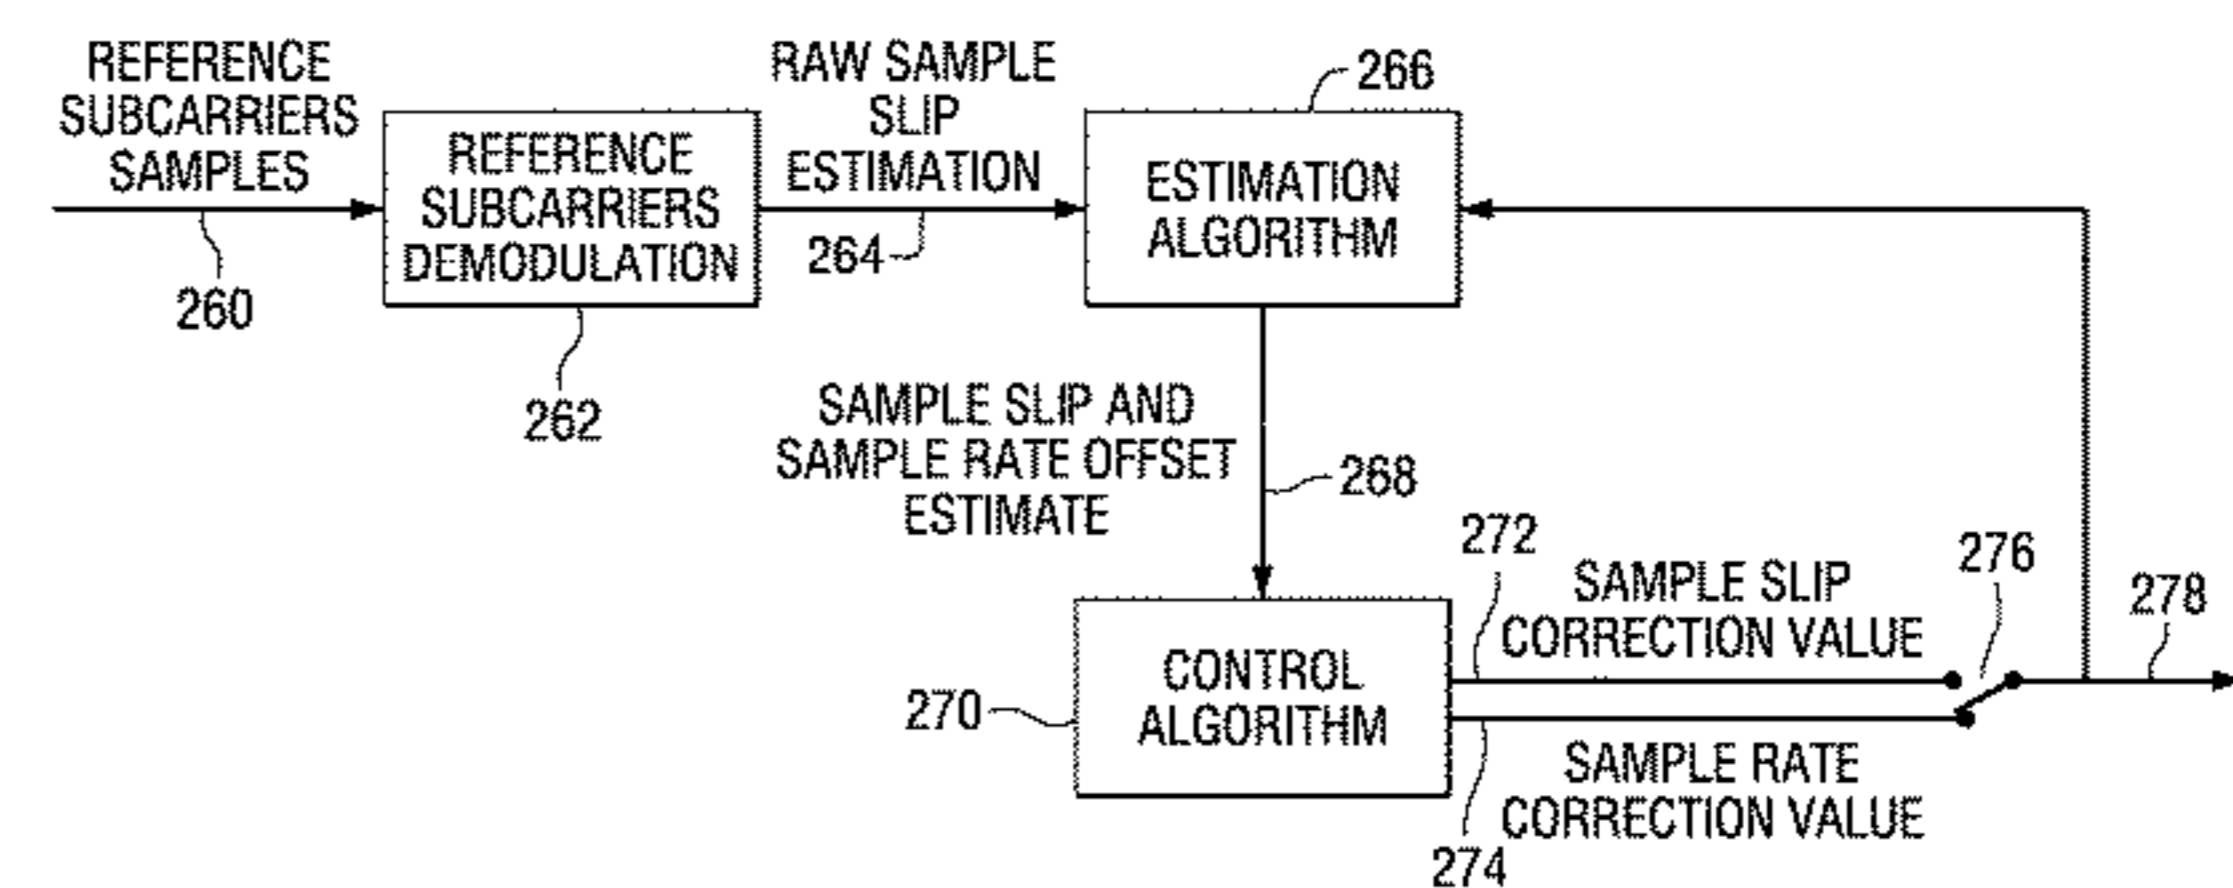 REFERENCE
SUBCARRIERS
SAMPLES
260
REFERENCE
SUBCARRIERS
DEMODULATION
262
RAW SAMPLE
SLIP
ESTIMATION
264
266
ESTIMATION
ALGORITHM
SAMPLE SLIP AND
SAMPLE RATE OFFSET
ESTIMATE
268
270
CONTROL
ALGORITHM
272
SAMPLE SLIP
CORRECTION VALUE
276
278
274
SAMPLE RATE
CORRECTION VALUE